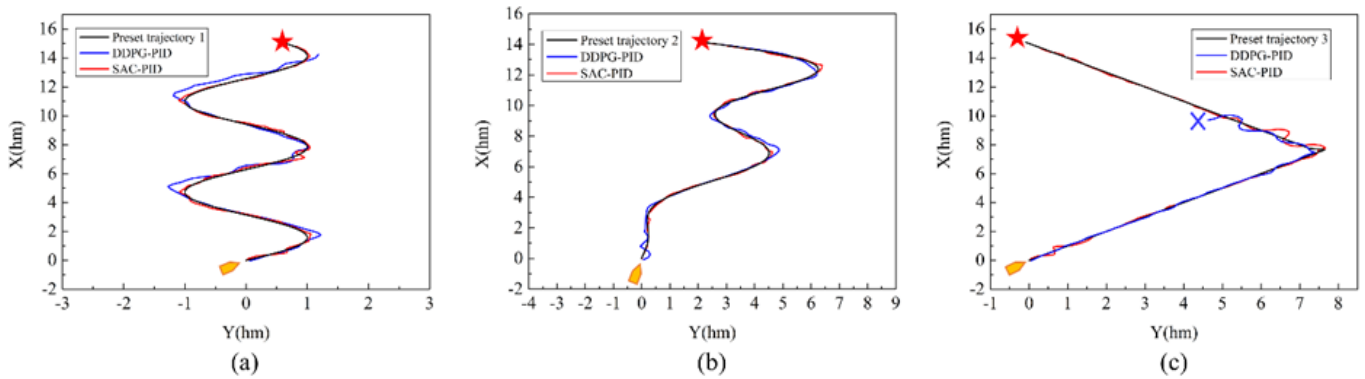 16
14
12
10
8
6
4
2
0
-2
X(hm)
Preset trajectory 1
DDPG-PID
SAC-PID
-3 -2 -1 0 1 2 3
Y(hm)
(a)
16
14
12
10
8
6
4
2
0
-2
X(hm)
Preset trajectory 2
DDPG-PID
SAC-PID
-4 -3 -2 -1 0 1 2 3 4 5 6 7 8 9
Y(hm)
(b)
16
14
12
10
8
6
4
2
0
-2
X(hm)
Preset trajectory 3
DDPG-PID
SAC-PID
X
-1 0 1 2 3 4 5 6 7 8
Y(hm)
(c)